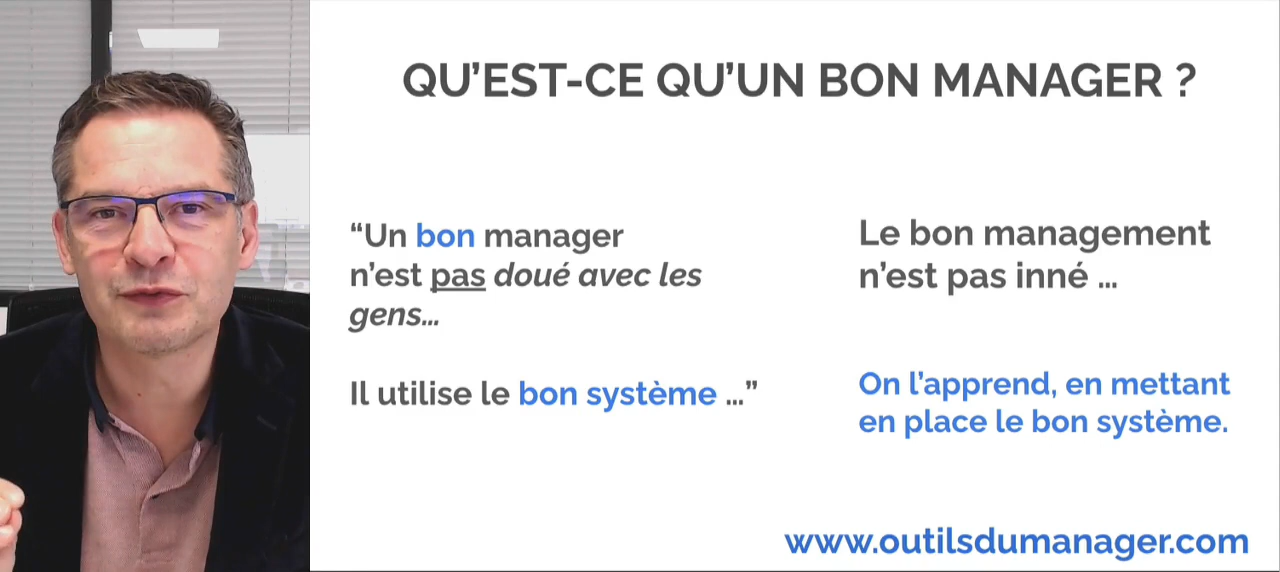 QU’EST-CE QU’UN BON MANAGER ?
“Un bon manager
n’est pas doué avec les
gens…
Il utilise le bon système …”
Le bon management
n’est pas inné …
On l’apprend, en mettant
en place le bon système.
www.outilsdumanager.com